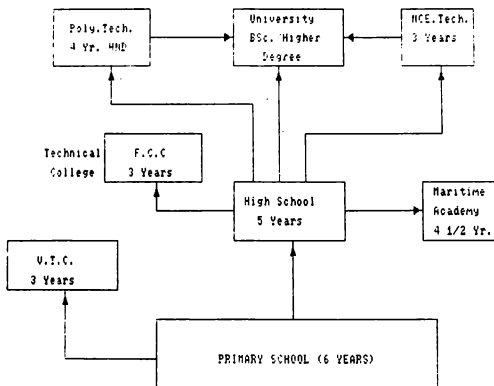 Poly.Tech.
4 Yr. HND
University
BSc. Higher
Degree
NCE.Tech.
3 Years
Technical
College
F.C.C
3 Years
High School
5 Years
Maritime
Academy
4 1/2 Yr.
V.T.C.
3 Years
PRIMARY SCHOOL (6 YEARS)